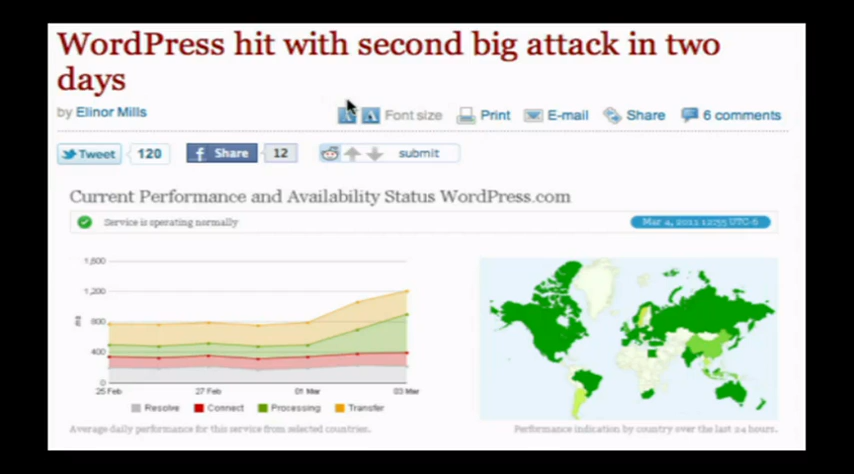 WordPress hit with second big attack in two
days
by Elinor Mills
A A Font size Print E-mail Share 6 comments
Tweet 120 f Share 12 submit
Current Performance and Availability Status WordPress.com
Service is operating normally Mar 4, 2011 12:55 UTC-6
1,600
1,200
800
400
0
ms
25 Feb 27 Feb 01 Mar 03 Mar
Resolve Connect Processing Transfer
Average daily performance for this service from selected countries.
Performance indication by country over the last 24 hours.